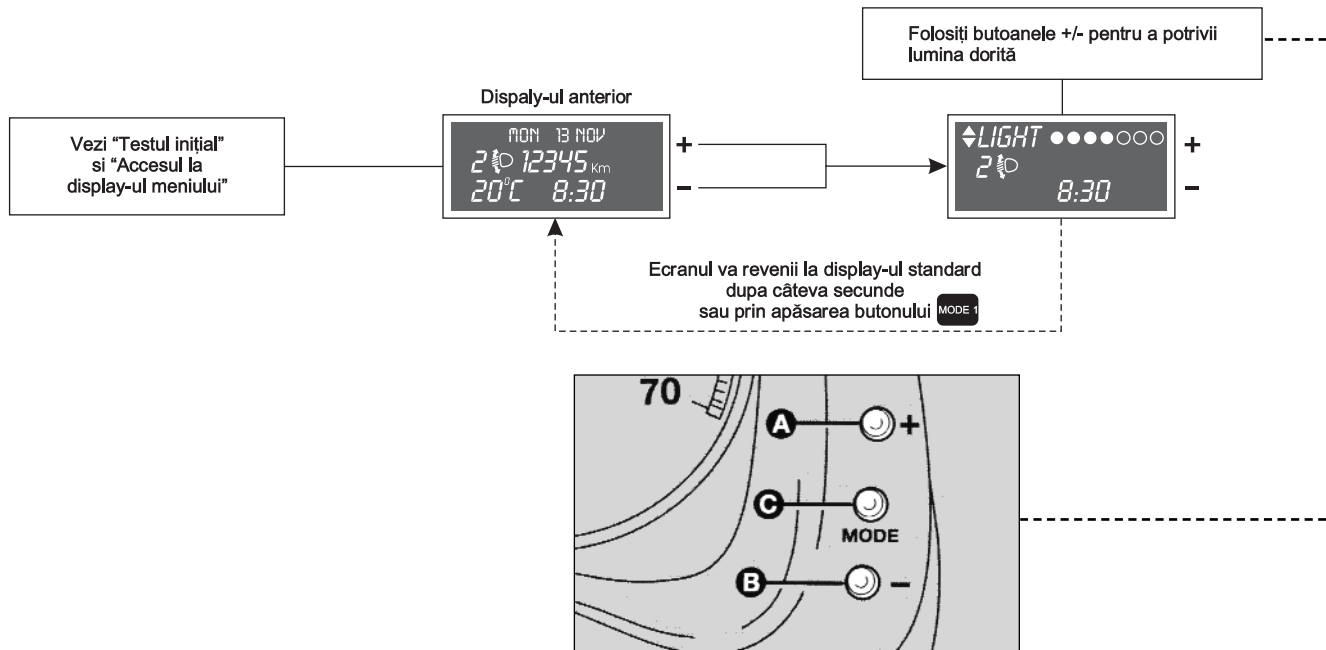 Folosiți butoanele +/- pentru a potrivii
lumina dorită
Dispaly-ul anterior
Vezi “Testul inițial”
si “Accesul la
display-ul meniului”
MON 13 NOV
2 12345 Km
20°C 8:30
+
−
LIGHT
2
8:30
+
−
Ecranul va revenii la display-ul standard
dupa câteva secunde
sau prin apăsarea butonului MODE 1
70
A +
C
MODE
B −